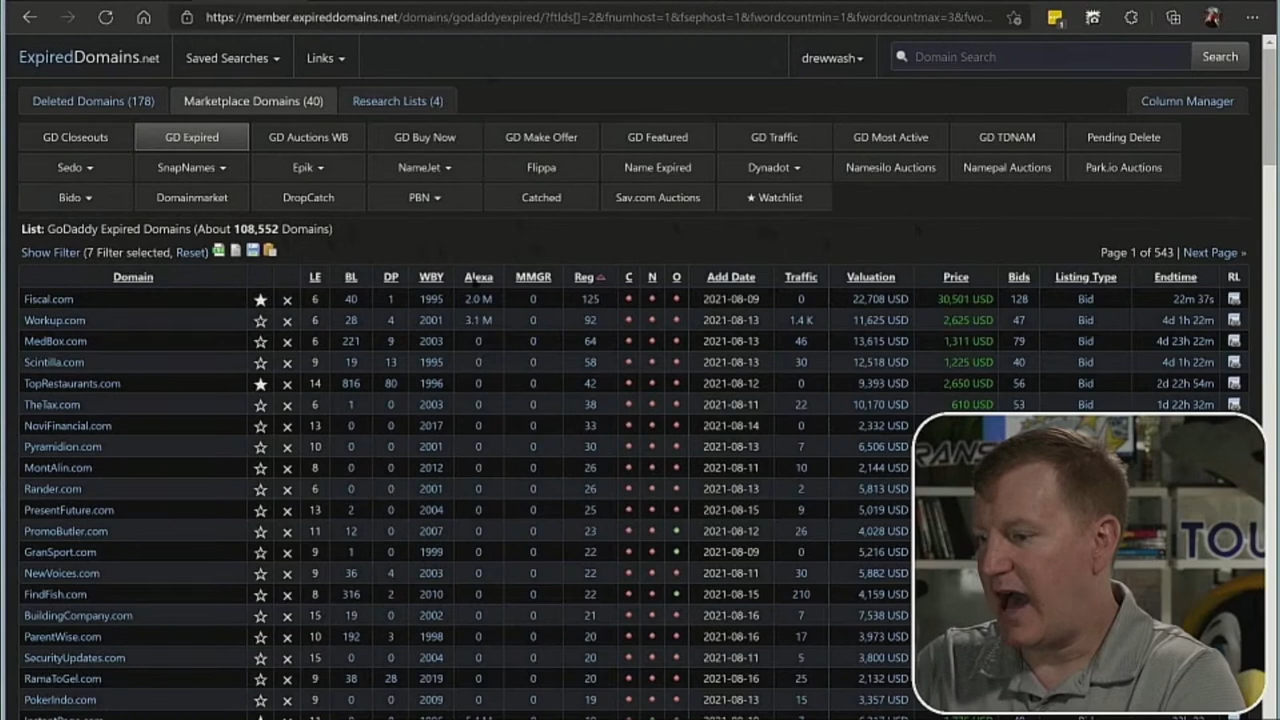 https://member.expireddomains.net/domains/godaddyexpired/?ftlds[]=2&fnumhost=1&fsephost=1&fwordcountmin=1&fwordcountmax=3&fwo...
ExpiredDomains.net Saved Searches Links drewwash Domain Search Search
Deleted Domains (178) Marketplace Domains (40) Research Lists (4) Column Manager
GD Closeouts GD Expired GD Auctions WB GD Buy Now GD Make Offer GD Featured GD Traffic GD Most Active GD TDNAM Pending Delete
Sedo SnapNames Epik NameJet Flippa Name Expired Dynadot Namesilo Auctions Namepal Auctions Park.io Auctions
Bido Domainmarket DropCatch PBN Catched Sav.com Auctions ★ Watchlist
List: GoDaddy Expired Domains (About 108,552 Domains)
Show Filter (7 Filter selected, Reset) Page 1 of 543 | Next Page »
Domain LE BL DP WBY Alexa MMGR Reg C N O Add Date Traffic Valuation Price Bids Listing Type Endtime RL
Fiscal.com 6 40 1 1995 2.0 M 0 125 2021-08-09 0 22,708 USD 30,501 USD 128 Bid 22m 37s
Workup.com 6 28 4 2001 3.1 M 0 92 2021-08-13 1.4 K 11,625 USD 2,625 USD 47 Bid 4d 1h 22m
MedBox.com 6 221 9 2003 0 0 64 2021-08-13 46 13,615 USD 1,311 USD 79 Bid 4d 23h 22m
Scintilla.com 9 19 13 1995 0 0 58 2021-08-13 30 12,518 USD 1,225 USD 40 Bid 4d 1h 22m
TopRestaurants.com 14 816 80 1996 0 0 42 2021-08-12 0 9,393 USD 2,650 USD 56 Bid 2d 22h 54m
TheTax.com 6 1 0 2003 0 0 38 2021-08-11 22 10,170 USD 610 USD 53 Bid 1d 22h 32m
NoviFinancial.com 13 0 0 2017 0 0 33 2021-08-14 0 2,332 USD
Pyramidion.com 10 0 0 2001 0 0 30 2021-08-13 7 6,506 USD
MontAlin.com 8 0 0 2012 0 0 26 2021-08-11 10 2,144 USD
Rander.com 6 0 0 2001 0 0 26 2021-08-13 2 5,813 USD
PresentFuture.com 13 2 0 2004 0 0 25 2021-08-15 9 5,019 USD
PromoButler.com 11 12 0 2007 0 0 23 2021-08-12 26 4,028 USD
GranSport.com 9 1 0 1999 0 0 22 2021-08-09 0 5,216 USD
NewVoices.com 9 36 4 2003 0 0 22 2021-08-11 30 5,882 USD
FindFish.com 8 316 2 2010 0 0 22 2021-08-15 210 4,159 USD
BuildingCompany.com 15 19 0 2002 0 0 21 2021-08-16 7 7,538 USD
ParentWise.com 10 192 3 1998 0 0 20 2021-08-16 17 3,973 USD
SecurityUpdates.com 15 0 0 2004 0 0 20 2021-08-11 5 3,800 USD
RamaToGel.com 9 38 28 2019 0 0 20 2021-08-16 25 2,132 USD
PokerIndo.com 9 0 0 2009 0 0 19 2021-08-13 3 3,357 USD
TOU